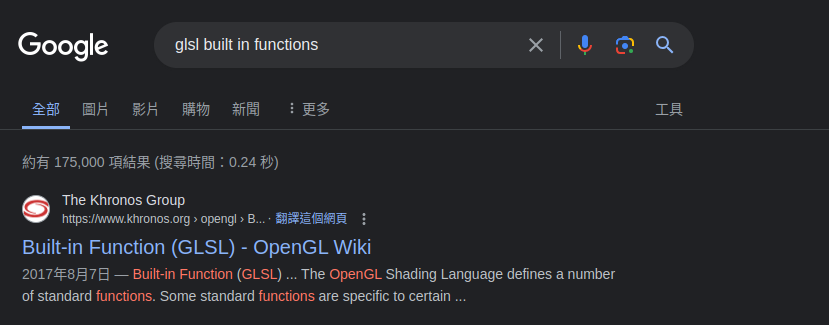 Google
glsl built in functions
全部 圖片 影片 購物 新聞 更多 工具
約有 175,000 項結果 (搜尋時間：0.24 秒)
The Khronos Group
https://www.khronos.org › opengl › B... · 翻譯這個網頁
Built-in Function (GLSL) - OpenGL Wiki
2017年8月7日 — Built-in Function (GLSL) ... The OpenGL Shading Language defines a number
of standard functions. Some standard functions are specific to certain ...